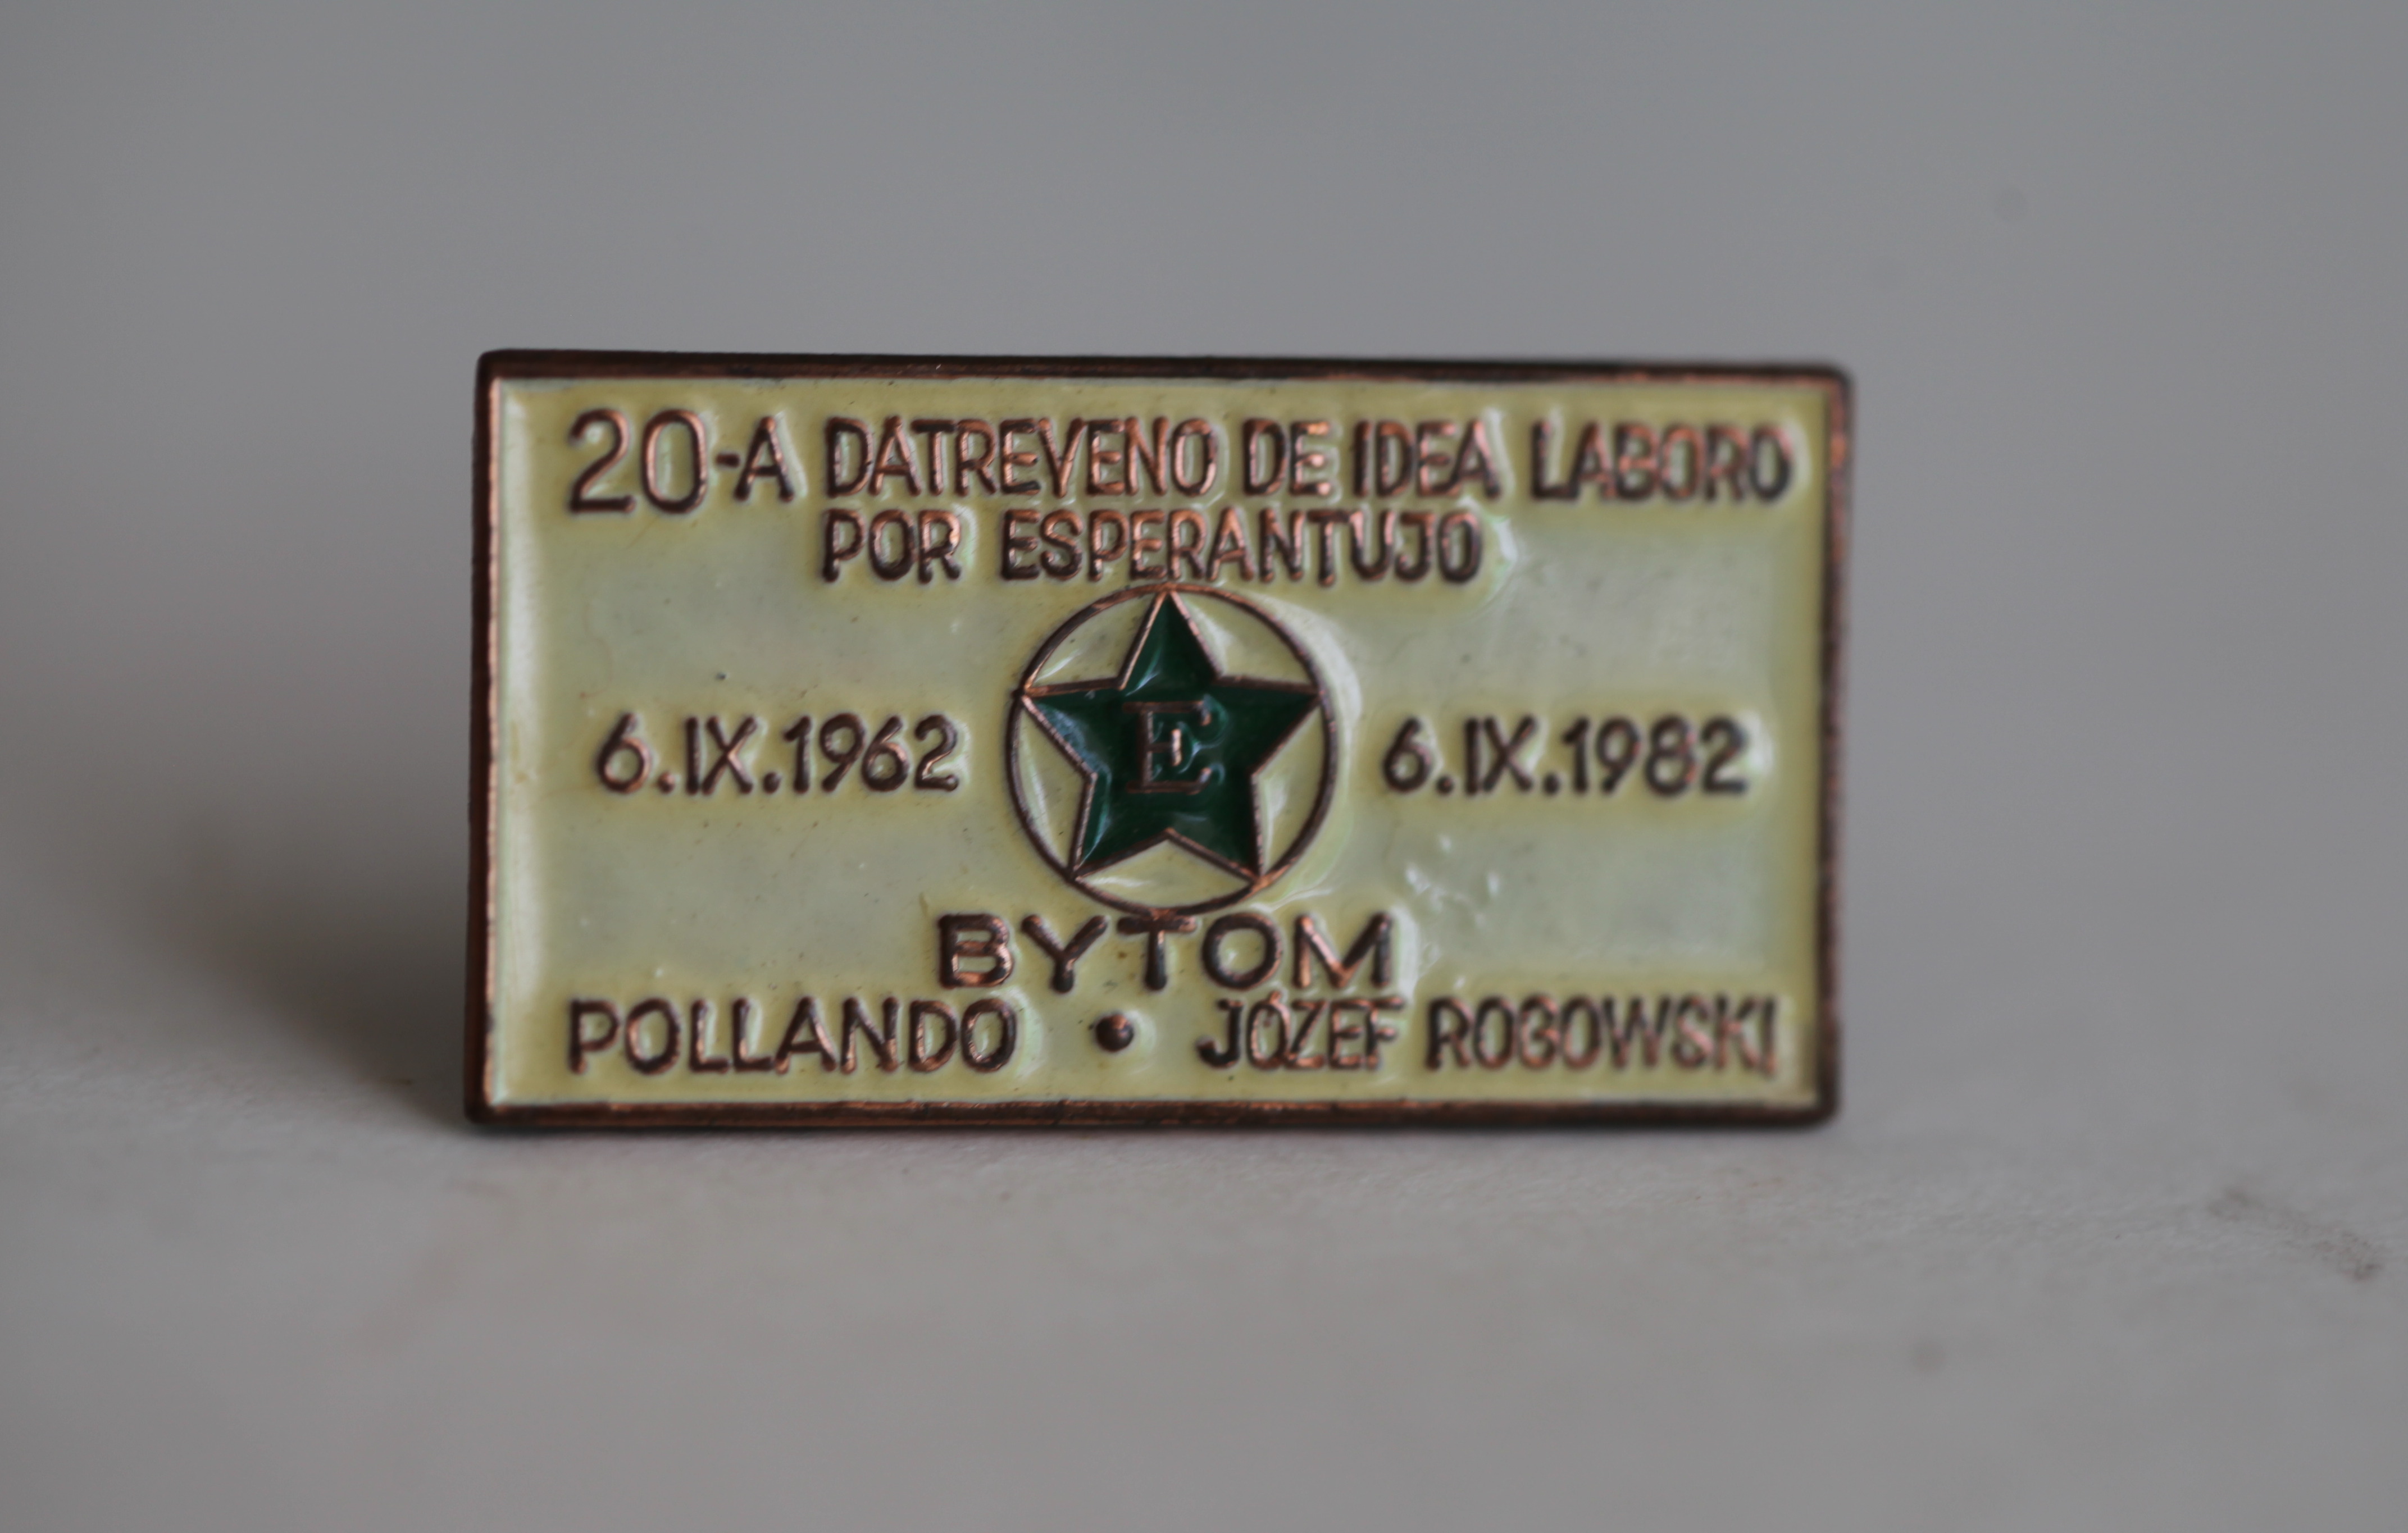 20-A DATREVENO DE IDEA LABORO
POR ESPERANTUJO
6.IX.1962 E 6.IX.1982
BYTOM
POLLANDO • JÓZEF ROGOWSKI